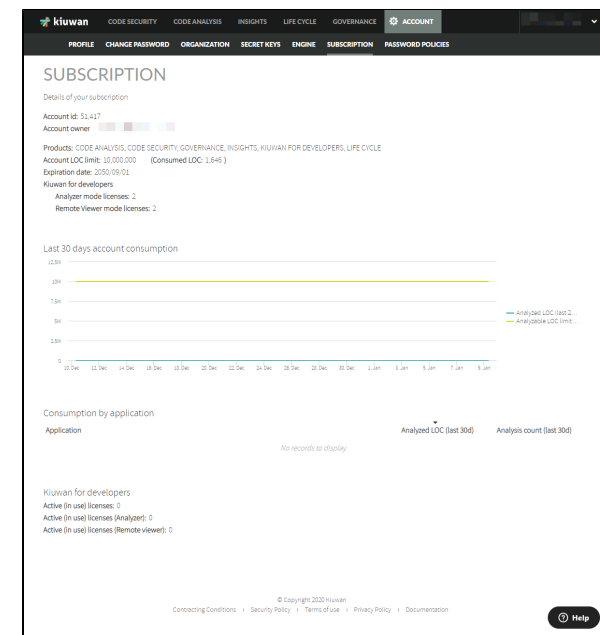 kiuwan CODE SECURITY CODE ANALYSIS INSIGHTS LIFE CYCLE GOVERNANCE ACCOUNT
PROFILE CHANGE PASSWORD ORGANIZATION SECRET KEYS ENGINE SUBSCRIPTION PASSWORD POLICIES
SUBSCRIPTION
Details of your subscription
Account id: 51,417
Account owner
Products: CODE ANALYSIS, CODE SECURITY, GOVERNANCE, INSIGHTS, KIUWAN FOR DEVELOPERS, LIFE CYCLE
Account LOC limit: 10,000,000 (Consumed LOC: 1,646 )
Expiration date: 2050/09/01
Kiuwan for developers
Analyzer mode licenses: 2
Remote Viewer mode licenses: 2
Last 30 days account consumption
12.5M
10M
7.5M
5M
2.5M
0
10. Dec 12. Dec 14. Dec 16. Dec 18. Dec 20. Dec 22. Dec 24. Dec 26. Dec 28. Dec 30. Dec 1. Jan 3. Jan 5. Jan 7. Jan 9. Jan
Analyzed LOC (last 2...
Analyzable LOC limit...
Consumption by application
Application Analyzed LOC (last 30d) Analysis count (last 30d)
No records to display
Kiuwan for developers
Active (in use) licenses: 0
Active (in use) licenses (Analyzer): 0
Active (in use) licenses (Remote viewer): 0
© Copyright 2020 Kiuwan
Contracting Conditions | Security Policy | Terms of use | Privacy Policy | Documentation
? Help